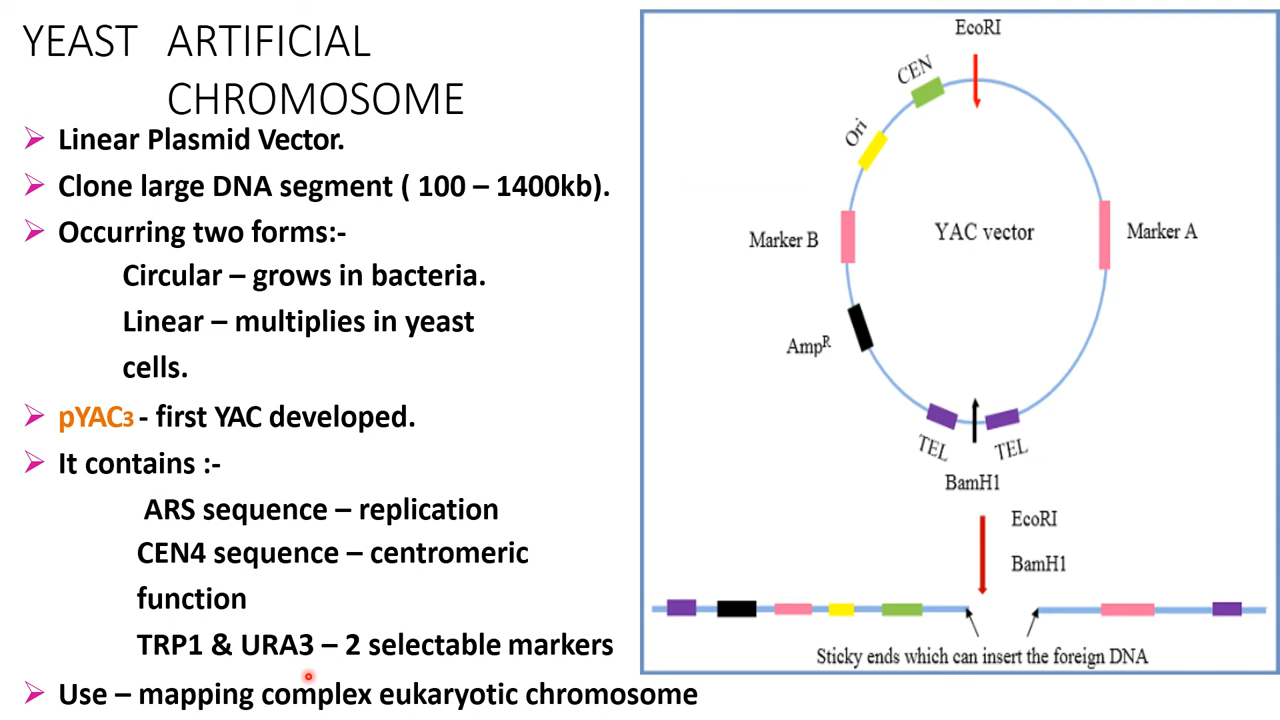 YEAST ARTIFICIAL
CHROMOSOME
➢ Linear Plasmid Vector.
➢ Clone large DNA segment ( 100 – 1400kb).
➢ Occurring two forms:-
Circular – grows in bacteria.
Linear – multiplies in yeast
cells.
➢ pYAC3 - first YAC developed.
➢ It contains :-
ARS sequence – replication
CEN4 sequence – centromeric
function
TRP1 & URA3 – 2 selectable markers
➢ Use – mapping complex eukaryotic chromosome
EcoRI
CEN
Ori
Marker B
YAC vector
Marker A
AmpR
TEL
TEL
BamH1
EcoRI
BamH1
Sticky ends which can insert the foreign DNA